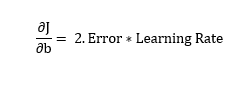 ∂J/∂b = 2. Error * Learning Rate